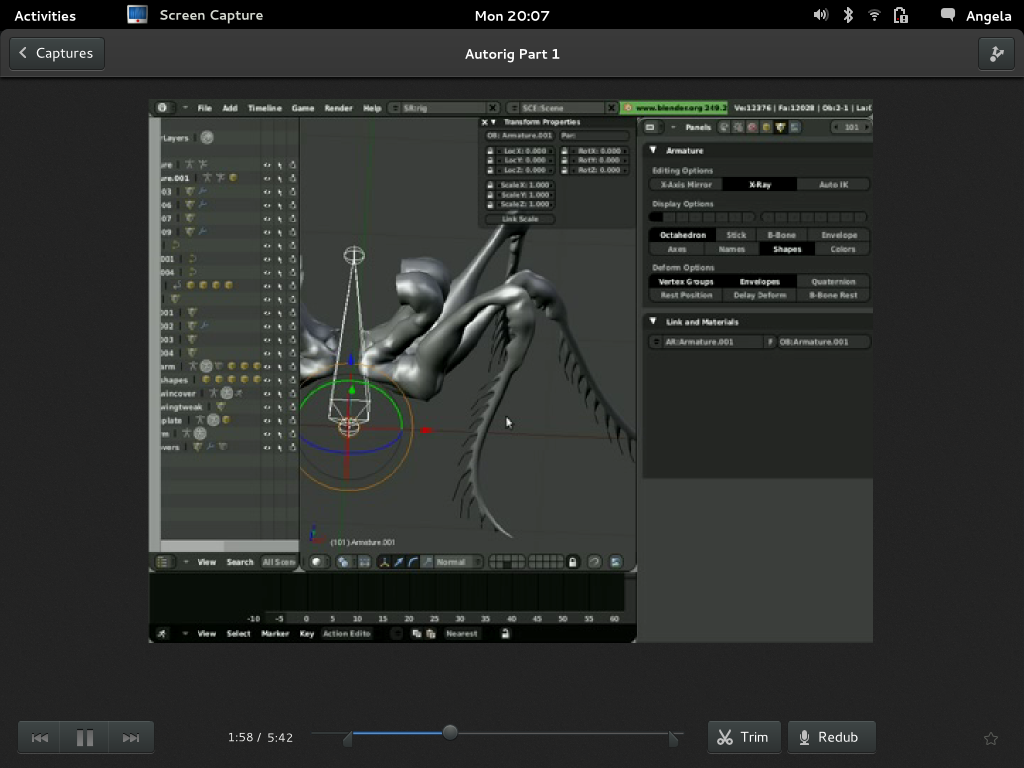 Activities Screen Capture Mon 20:07 Angela
Captures Autorig Part 1
File Add Timeline Game Render Help SR:rig SCE:Scene www.blender.org 249.2 Ve:12376 | Fa:12028 | Ob:2-1 | La:
Transform Properties
OB: Armature.001 Par:
LocX: 0.000 RotX: 0.000
LocY: 0.000 RotY: 0.000
LocZ: 0.000 RotZ: 0.000
ScaleX: 1.000
ScaleY: 1.000
ScaleZ: 1.000
Link Scale
Panels 101
Armature
Editing Options
X-Axis Mirror X-Ray Auto IK
Display Options
Octahedron Stick B-Bone Envelope
Axes Names Shapes Colors
Deform Options
Vertex Groups Envelopes Quaternion
Rest Position Delay Deform B-Bone Rest
Link and Materials
AR:Armature.001 F OB:Armature.001
rLayers
ure
ure.001
03
06
07
09
001
004
001
002
003
004
arm
shapes
wincover
wingtweak
plate
m
overs
(101) Armature.001
View Search All Scen Normal
-10 -5 0 5 10 15 20 25 30 35 40 45 50 55 60
View Select Marker Key Action Edito Nearest
1:58 / 5:42 Trim Redub